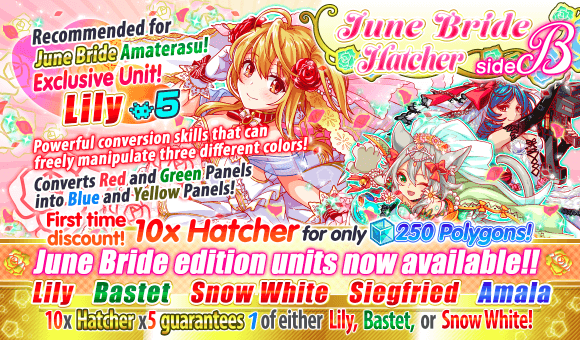 Recommended for
June Bride Amaterasu!
Exclusive Unit!
Lily *5
Powerful conversion skills that can
freely manipulate three different colors!
Converts Red and Green Panels
into Blue and Yellow Panels!
First time
discount! 10x Hatcher for only 250 Polygons!
June Bride
Hatcher side B
June Bride edition units now available!!
Lily Bastet Snow White Siegfried Amala
10x Hatcher x5 guarantees 1 of either Lily, Bastet, or Snow White!